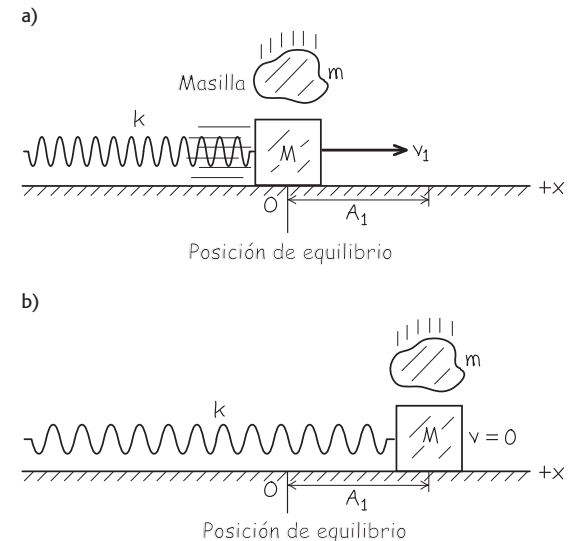 a)
m
Masilla
k
M
v₁
+x
O
A₁
Posición de equilibrio
b)
m
k
M
v = 0
+x
O
A₁
Posición de equilibrio